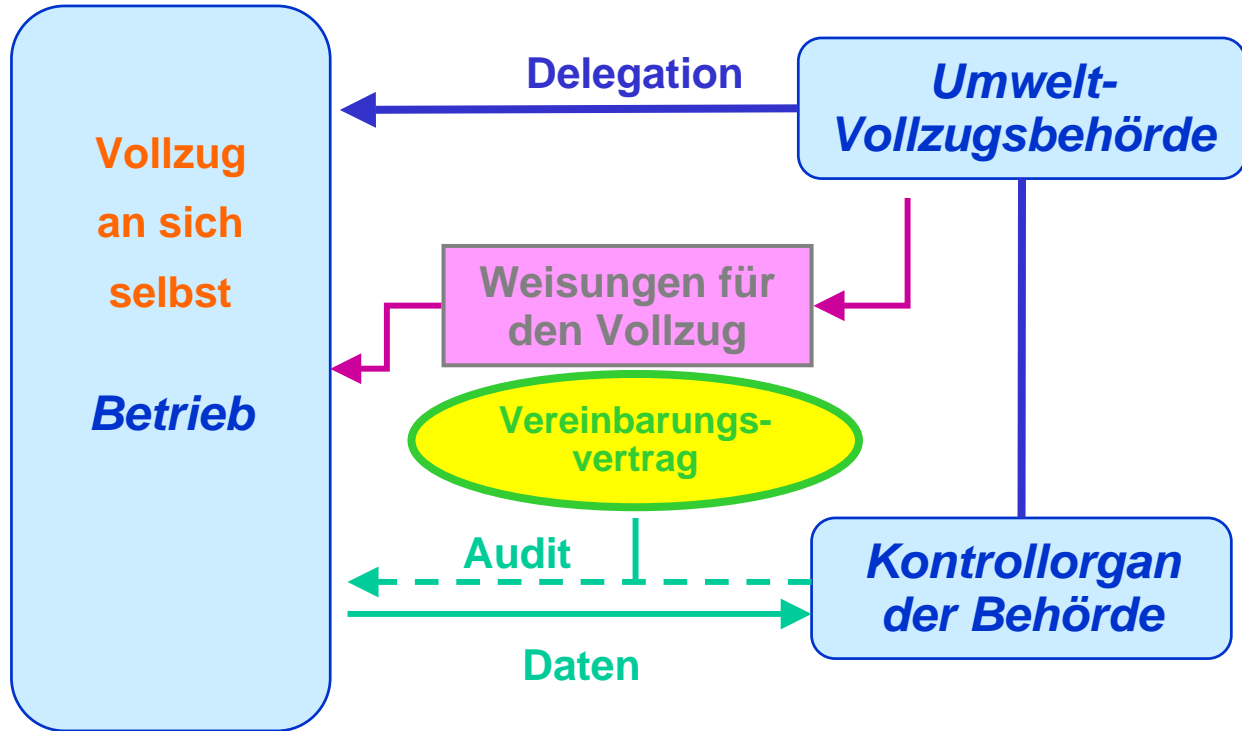 Delegation
Umwelt-
Vollzugsbehörde
Vollzug
an sich
selbst
Betrieb
Weisungen für
den Vollzug
Vereinbarungs-
vertrag
Audit
Kontrollorgan
der Behörde
Daten